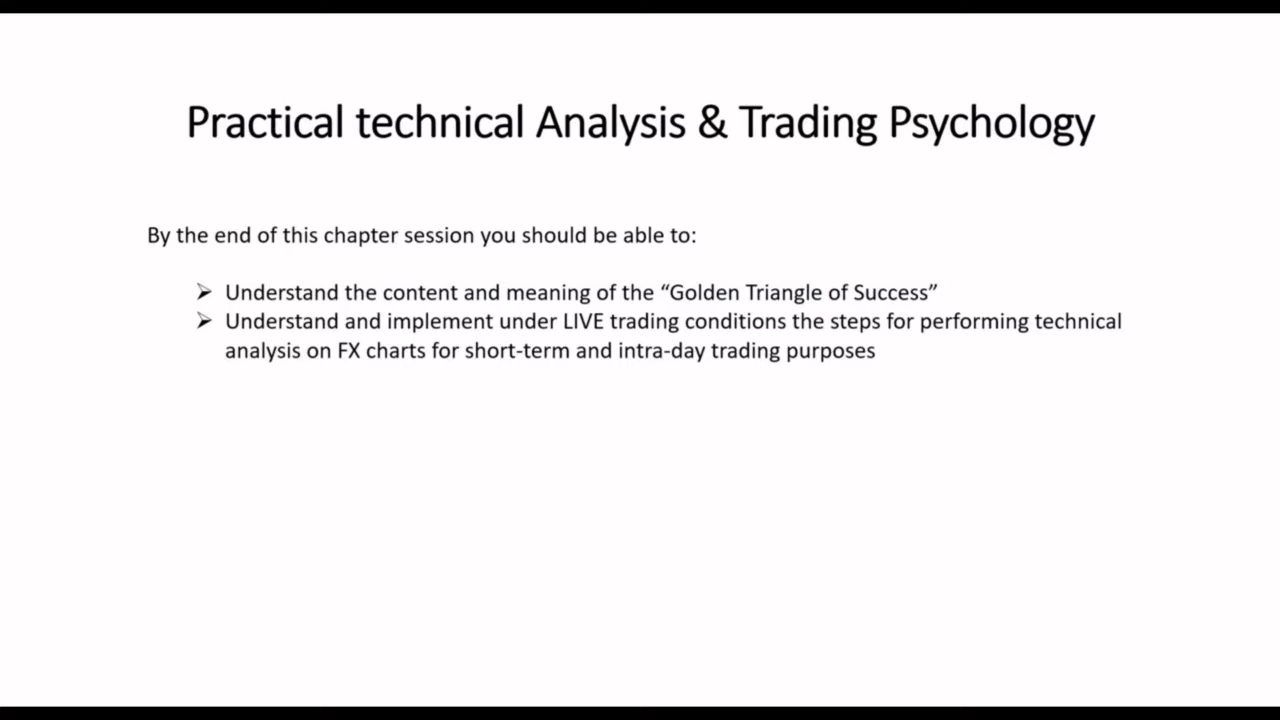 Practical technical Analysis & Trading Psychology
By the end of this chapter session you should be able to:
➢ Understand the content and meaning of the “Golden Triangle of Success”
➢ Understand and implement under LIVE trading conditions the steps for performing technical
analysis on FX charts for short-term and intra-day trading purposes